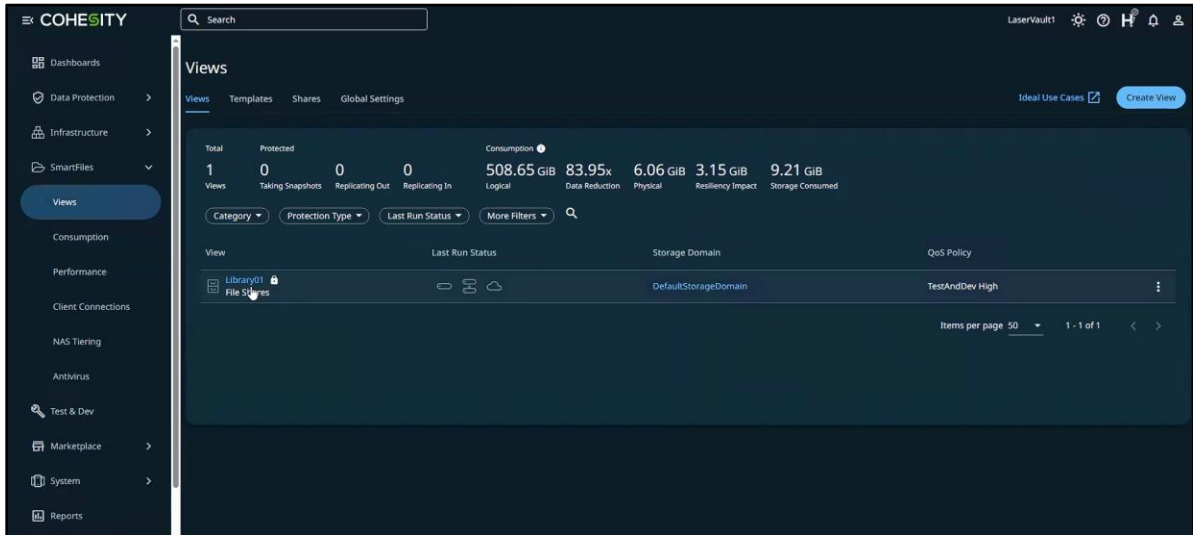 COHESITY
Search
LaserVault1
Dashboards
Data Protection
Infrastructure
SmartFiles
Views
Consumption
Performance
Client Connections
NAS Tiering
Antivirus
Test & Dev
Marketplace
System
Reports
Views
Views Templates Shares Global Settings
Ideal Use Cases
Create View
Total Protected Consumption
1 0 0 0 508.65 GiB 83.95x 6.06 GiB 3.15 GiB 9.21 GiB
Views Taking Snapshots Replicating Out Replicating In Logical Data Reduction Physical Resiliency Impact Storage Consumed
Category Protection Type Last Run Status More Filters
View Last Run Status Storage Domain QoS Policy
Library01 DefaultStorageDomain TestAndDev High
File Shares
Items per page 50 1 - 1 of 1